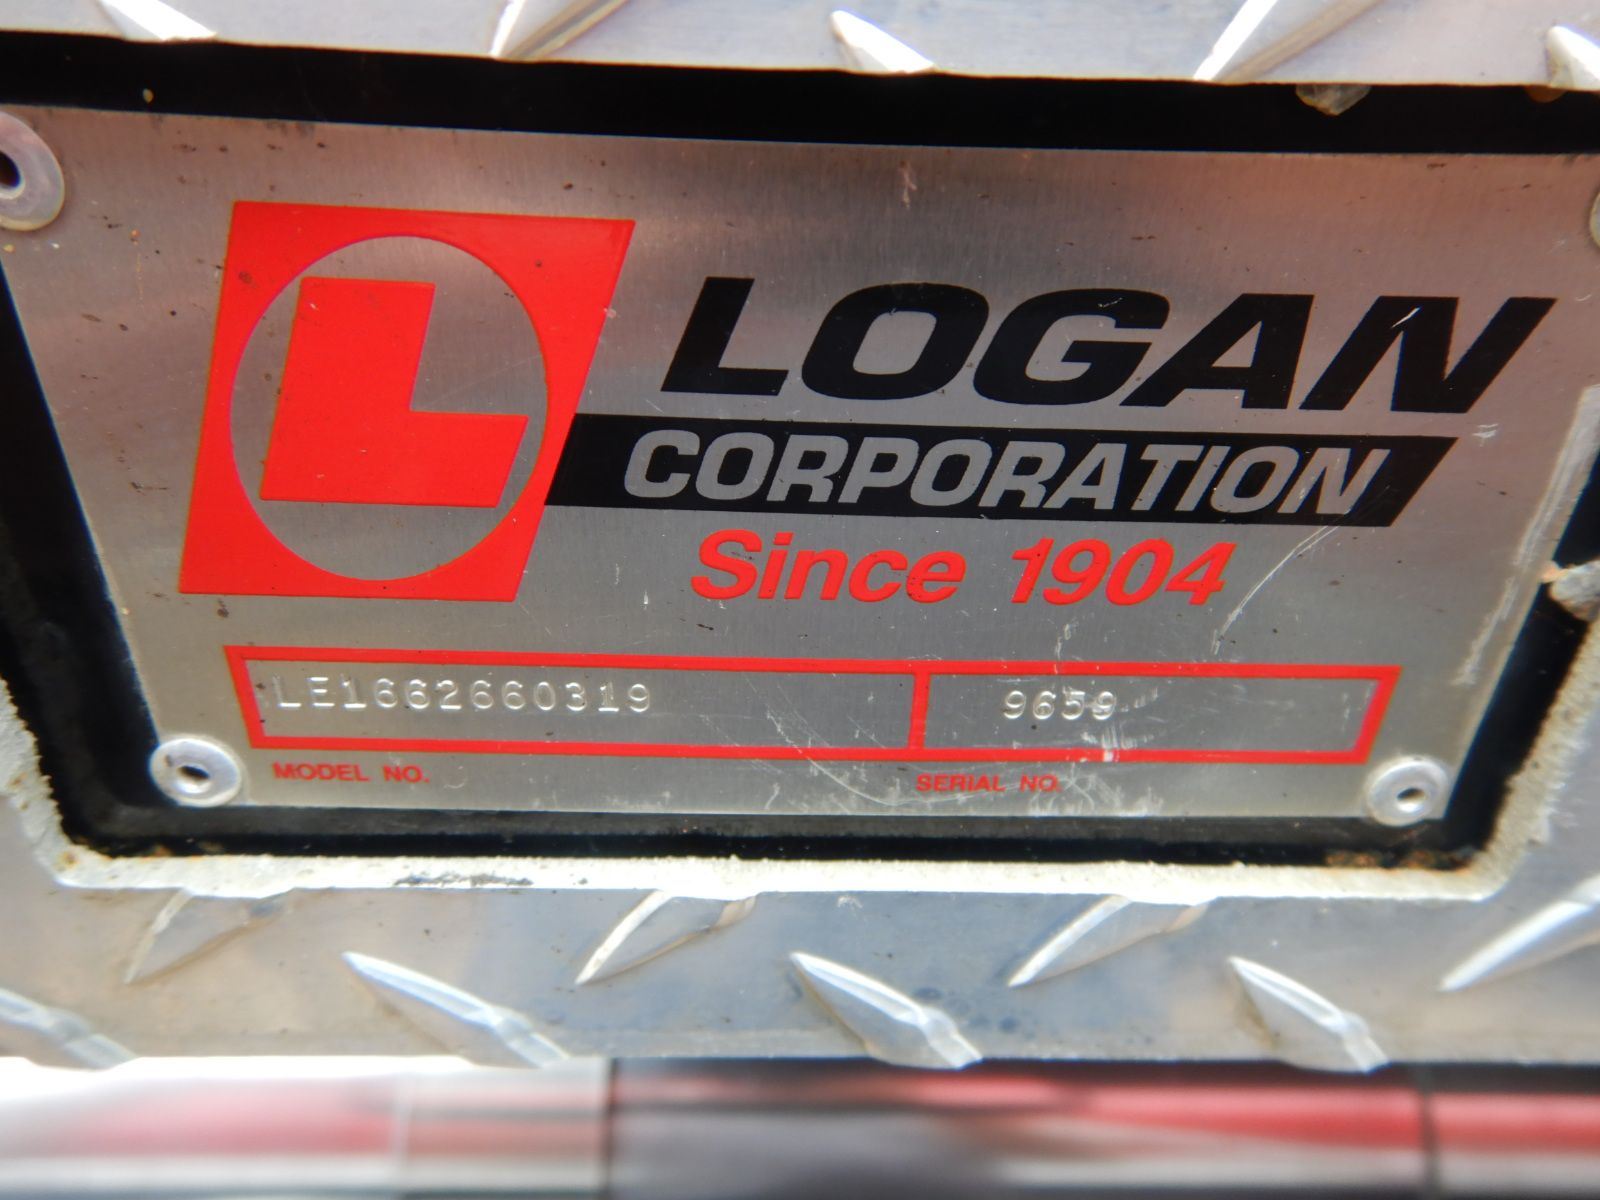 L
LOGAN
CORPORATION
Since 1904
LE1662660319 9659
MODEL NO. SERIAL NO.